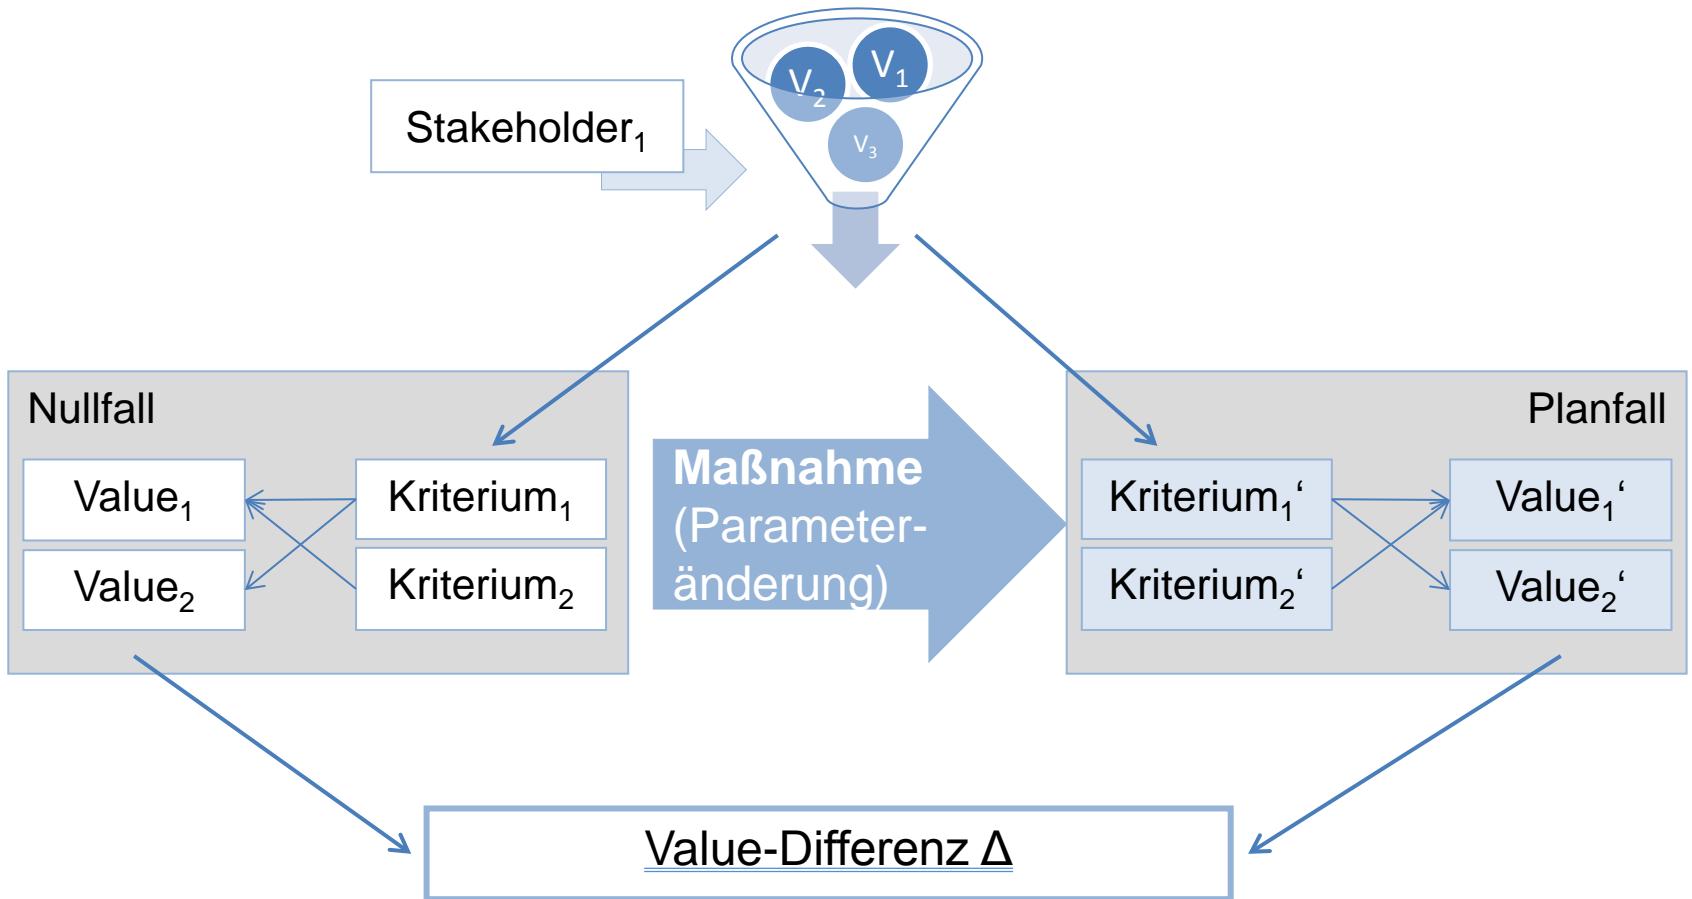 V₁
V₂
Stakeholder₁
V₃
Nullfall
Planfall
Value₁
Kriterium₁
Value₂
Kriterium₂
Maßnahme
(Parameter-
änderung)
Kriterium₁‘
Value₁‘
Kriterium₂‘
Value₂‘
Value-Differenz Δ